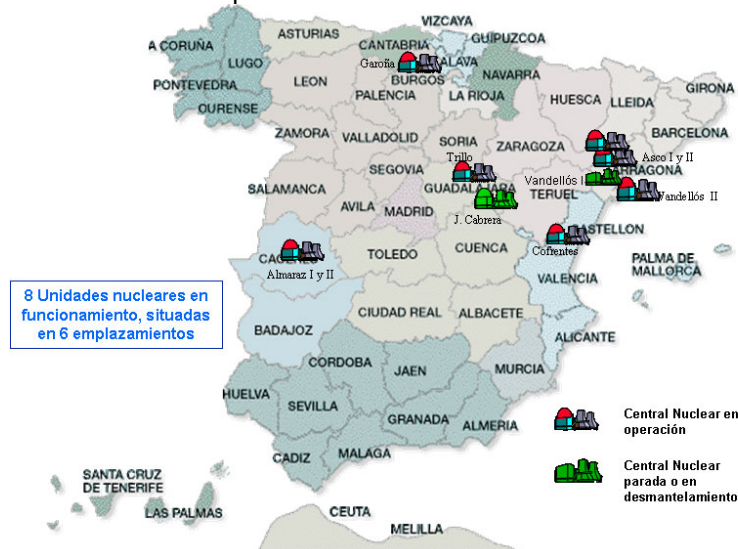 VIZCAYA
ASTURIAS
GUIPUZCOA
A CORUÑA
CANTABRIA
LUGO
Garoña
ALAVA
NAVARRA
PONTEVEDRA
LEON
BURGOS
PALENCIA
LA RIOJA
HUESCA
LLEIDA
GIRONA
OURENSE
ZAMORA
VALLADOLID
SORIA
ZARAGOZA
BARCELONA
Trillo
Asco I y II
SEGOVIA
Vandellós I
SALAMANCA
GUADALAJARA
TERUEL
Vandellós II
AVILA
MADRID
J. Cabrera
TOLEDO
CUENCA
Cofrentes
PALMA DE
MALLORCA
Almaraz I y II
VALENCIA
8 Unidades nucleares en
funcionamiento, situadas
en 6 emplazamientos
CIUDAD REAL
ALBACETE
BADAJOZ
ALICANTE
CORDOBA
JAEN
MURCIA
HUELVA
SEVILLA
GRANADA
ALMERIA
Central Nuclear en
operación
CADIZ
MALAGA
Central Nuclear
parada o en
desmantelamiento
SANTA CRUZ
DE TENERIFE
LAS PALMAS
CEUTA
MELILLA